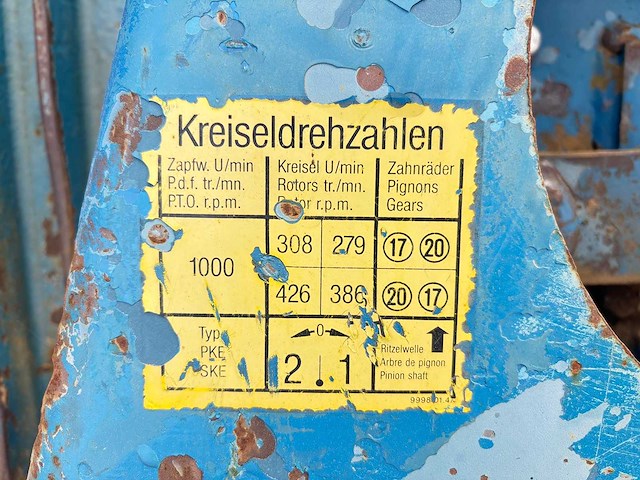 Kreiseldrehzahlen
Zapfw. U/min Kreisel U/min Zahnräder
P.d.f. tr./mn. Rotors tr./mn. Pignons
P.T.O. r.p.m. r.p.m. Gears
1000
308 279 17 20
426 386 20 17
Type
PKE
SKE
0
2 1
Ritzelwelle
Arbre de pignon
Pinion shaft